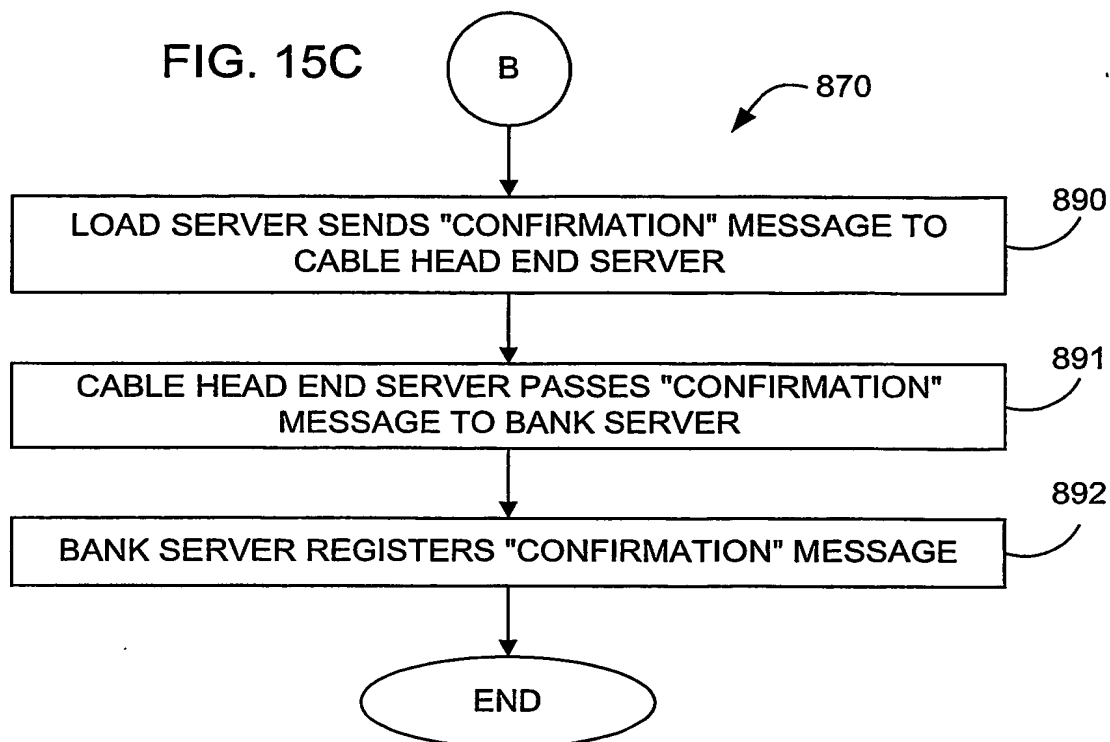 FIG. 15C
B
870
LOAD SERVER SENDS "CONFIRMATION" MESSAGE TO
CABLE HEAD END SERVER
890
CABLE HEAD END SERVER PASSES "CONFIRMATION"
MESSAGE TO BANK SERVER
891
BANK SERVER REGISTERS "CONFIRMATION" MESSAGE
892
END